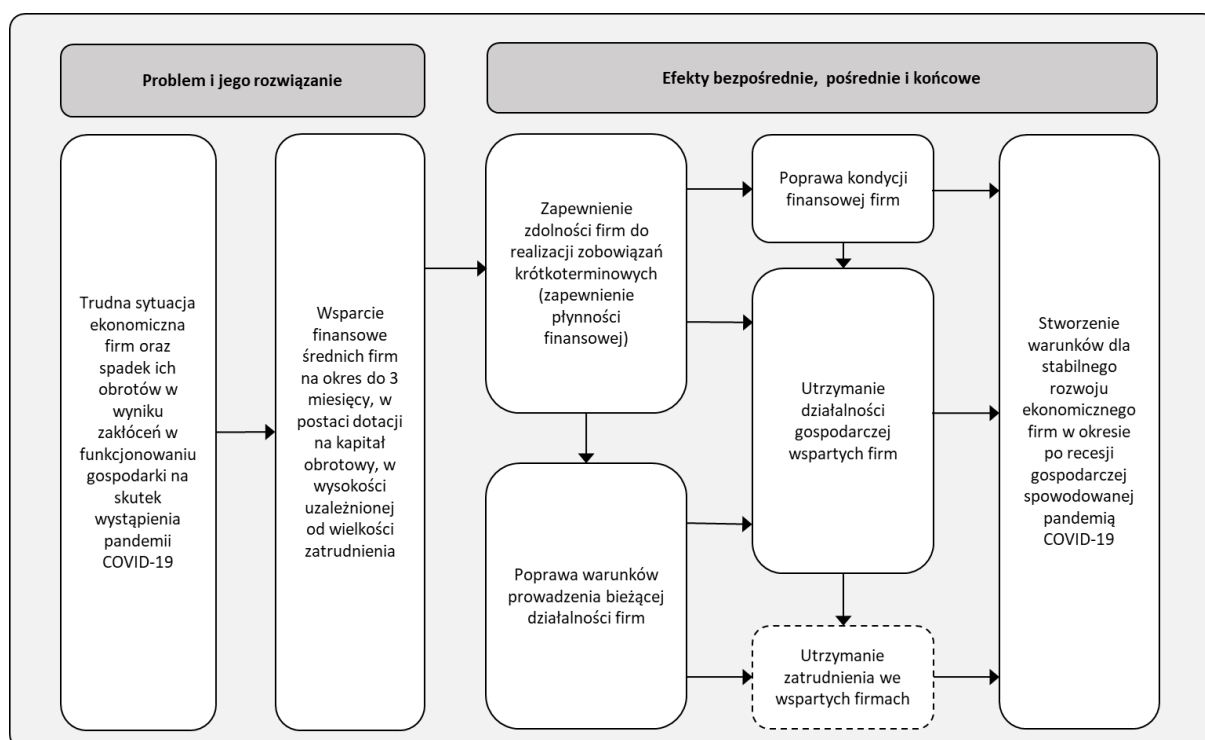 Problem i jego rozwiązanie
Efekty bezpośrednie, pośrednie i końcowe
Trudna sytuacja
ekonomiczna
firm oraz
spadek ich
obrotów w
wyniku
zakłóceń w
funkcjonowaniu
gospodarki na
skutek
wystąpienia
pandemii
COVID-19
Wsparcie
finansowe
średnich firm
na okres do 3
miesięcy, w
postaci dotacji
na kapitał
obrotowy, w
wysokości
uzależnionej
od wielkości
zatrudnienia
Zapewnienie
zdolności firm do
realizacji zobowiązań
krótkoterminowych
(zapewnienie
płynności
finansowej)
Poprawa warunków
prowadzenia bieżącej
działalności firm
Poprawa kondycji
finansowej firm
Utrzymanie
działalności
gospodarczej
wspartych firm
Utrzymanie
zatrudnienia we
wspartych firmach
Stworzenie
warunków dla
stabilnego
rozwoju
ekonomicznego
firm w okresie
po recesji
gospodarczej
spowodowanej
pandemią
COVID-19